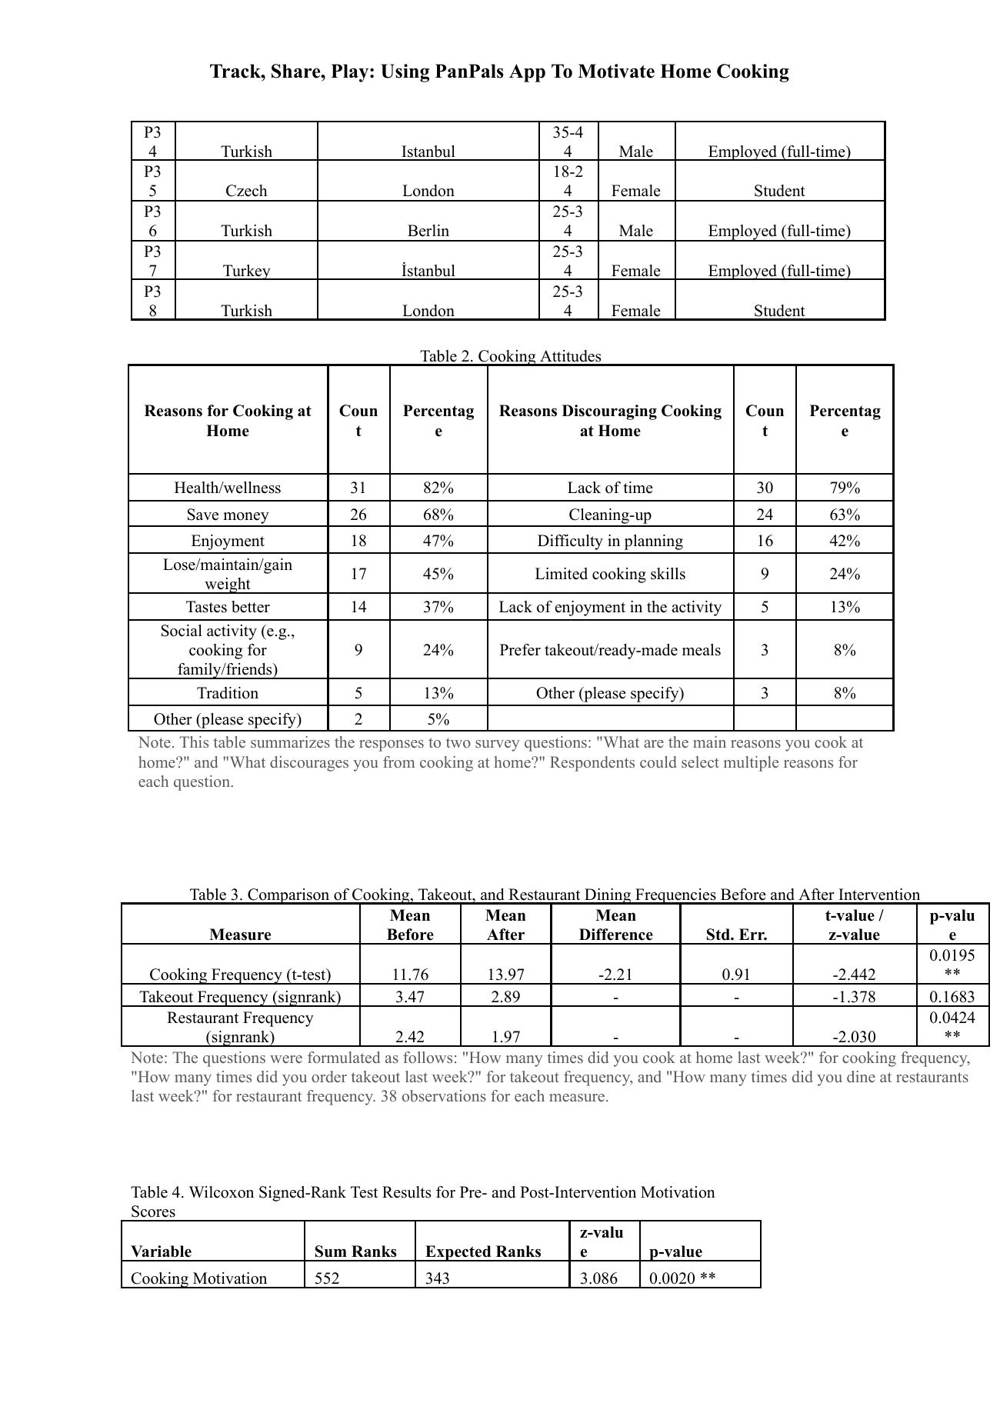 Track, Share, Play: Using PanPals App To Motivate Home Cooking
P3
4 Turkish Istanbul 35-4
4 Male Employed (full-time)
P3
5 Czech London 18-2
4 Female Student
P3
6 Turkish Berlin 25-3
4 Male Employed (full-time)
P3
7 Turkey İstanbul 25-3
4 Female Employed (full-time)
P3
8 Turkish London 25-3
4 Female Student
Table 2. Cooking Attitudes
Reasons for Cooking at
Home
Coun
t
Percentag
e
Reasons Discouraging Cooking
at Home
Coun
t
Percentag
e
Health/wellness 31 82% Lack of time 30 79%
Save money 26 68% Cleaning-up 24 63%
Enjoyment 18 47% Difficulty in planning 16 42%
Lose/maintain/gain
weight
17 45% Limited cooking skills 9 24%
Tastes better 14 37% Lack of enjoyment in the activity 5 13%
Social activity (e.g.,
cooking for
family/friends)
9 24% Prefer takeout/ready-made meals 3 8%
Tradition 5 13% Other (please specify) 3 8%
Other (please specify) 2 5%
Note. This table summarizes the responses to two survey questions: "What are the main reasons you cook at
home?" and "What discourages you from cooking at home?" Respondents could select multiple reasons for
each question.
Table 3. Comparison of Cooking, Takeout, and Restaurant Dining Frequencies Before and After Intervention
Measure
Mean
Before
Mean
After
Mean
Difference
Std. Err.
t-value /
z-value
p-valu
e
Cooking Frequency (t-test) 11.76 13.97 -2.21 0.91 -2.442 0.0195
**
Takeout Frequency (signrank) 3.47 2.89 - - -1.378 0.1683
Restaurant Frequency
(signrank) 2.42 1.97 - - -2.030 0.0424
**
Note: The questions were formulated as follows: "How many times did you cook at home last week?" for cooking frequency,
"How many times did you order takeout last week?" for takeout frequency, and "How many times did you dine at restaurants
last week?" for restaurant frequency. 38 observations for each measure.
Table 4. Wilcoxon Signed-Rank Test Results for Pre- and Post-Intervention Motivation
Scores
Variable Sum Ranks Expected Ranks z-valu
e p-value
Cooking Motivation 552 343 3.086 0.0020 **